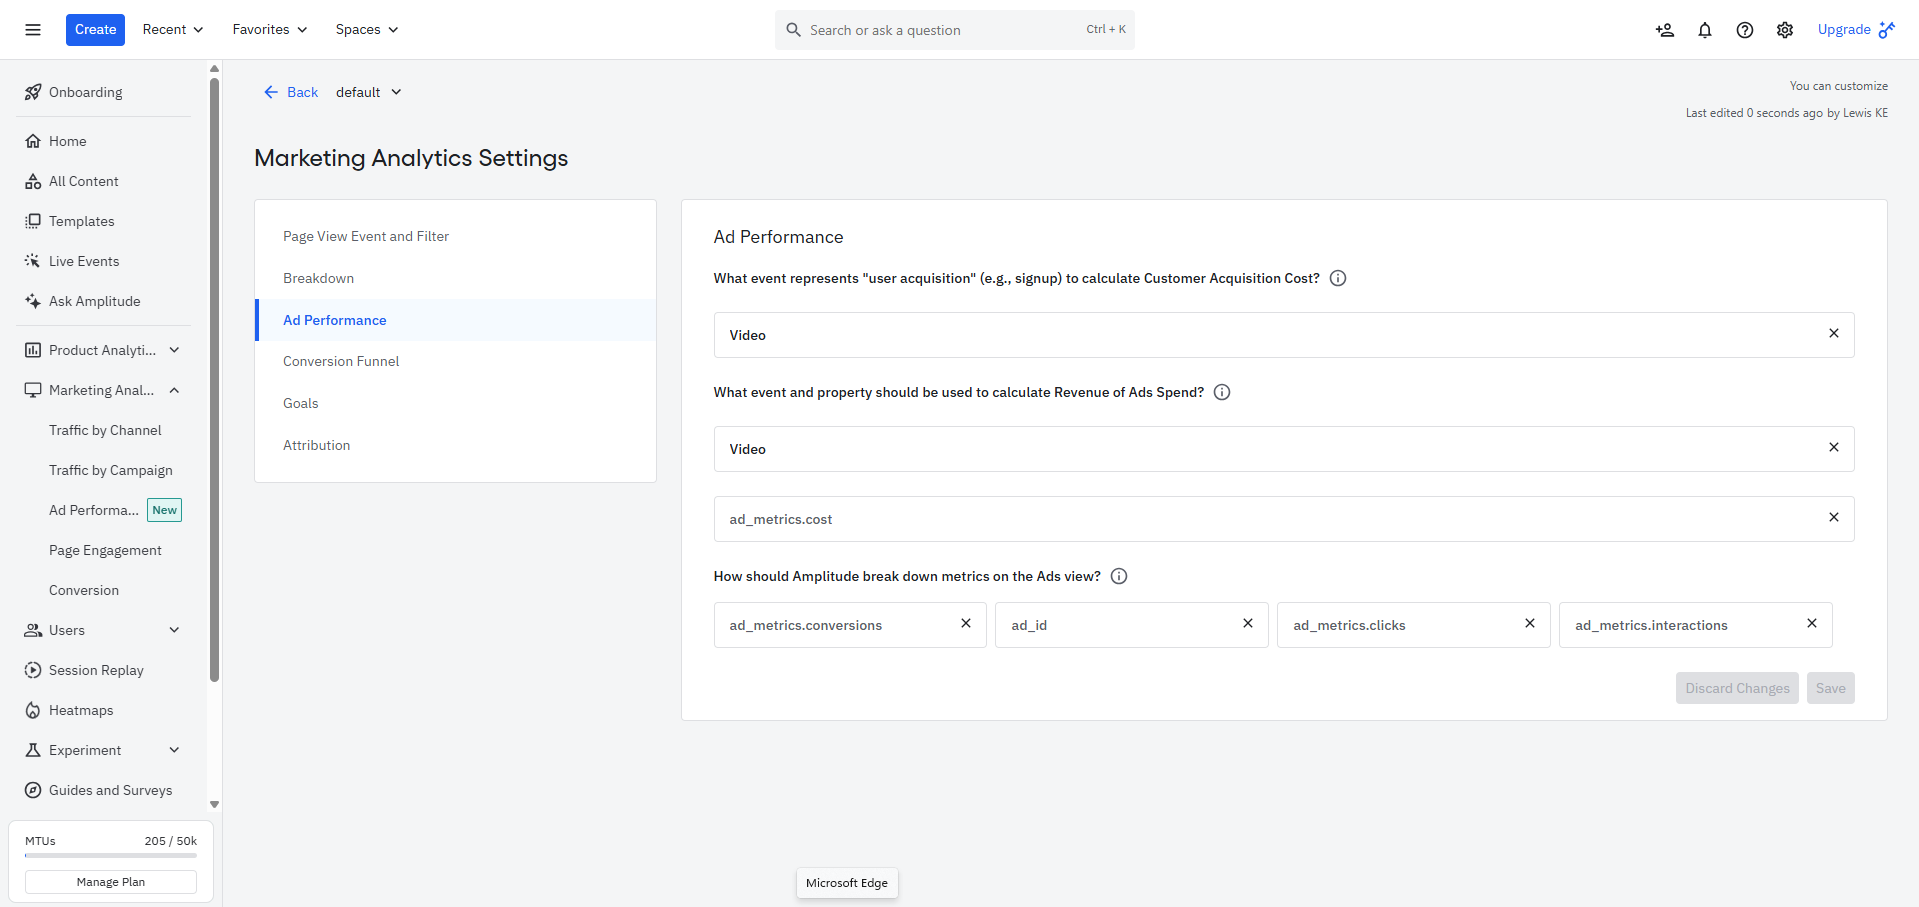 Create
Recent
Favorites
Spaces
Search or ask a question
Ctrl + K
Upgrade
Onboarding
Home
All Content
Templates
Live Events
Ask Amplitude
Product Analyti...
Marketing Anal...
Traffic by Channel
Traffic by Campaign
Ad Performa... New
Page Engagement
Conversion
Users
Session Replay
Heatmaps
Experiment
Guides and Surveys
MTUs 205 / 50k
Manage Plan
Back default
You can customize
Last edited 0 seconds ago by Lewis KE
Marketing Analytics Settings
Page View Event and Filter
Breakdown
Ad Performance
Conversion Funnel
Goals
Attribution
Ad Performance
What event represents "user acquisition" (e.g., signup) to calculate Customer Acquisition Cost?
Video
What event and property should be used to calculate Revenue of Ads Spend?
Video
ad_metrics.cost
How should Amplitude break down metrics on the Ads view?
ad_metrics.conversions
ad_id
ad_metrics.clicks
ad_metrics.interactions
Discard Changes
Save
Microsoft Edge